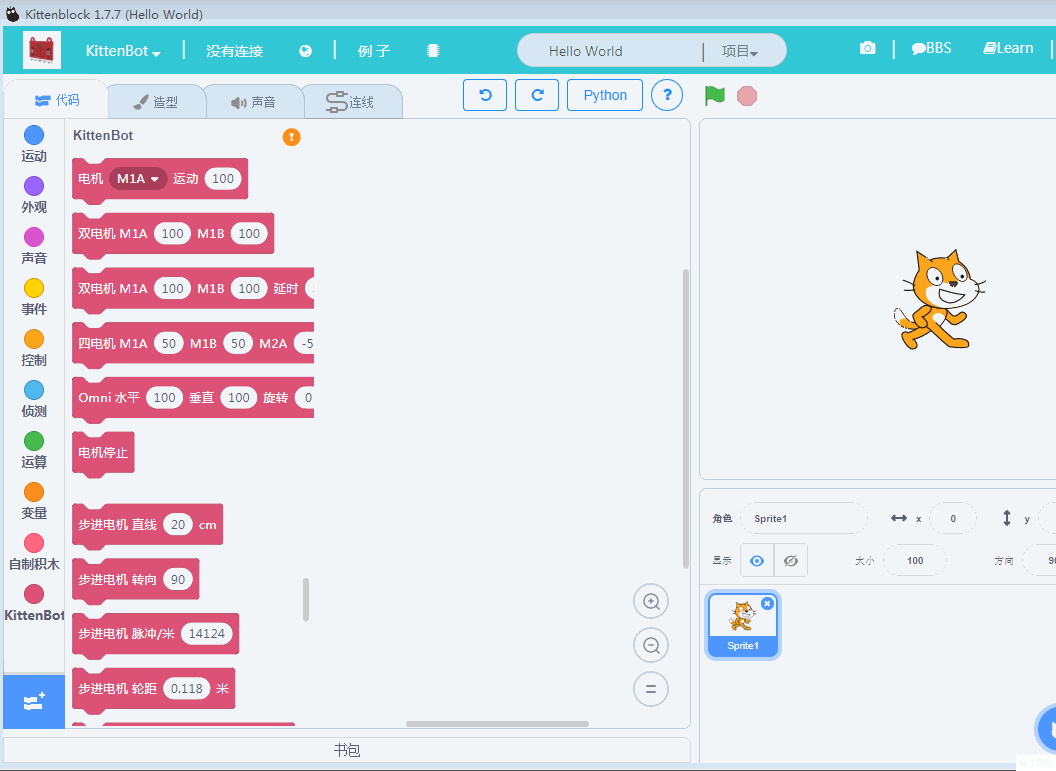 Kittenblock 1.7.7 (Hello World)
KittenBot 没有连接 例子 Hello World 项目 BBS Learn
代码 造型 声音 连线 Python ?
运动
外观
声音
事件
控制
侦测
运算
变量
自制积木
KittenBot
KittenBot
电机 M1A 运动 100
双电机 M1A 100 M1B 100
双电机 M1A 100 M1B 100 延时
四电机 M1A 50 M1B 50 M2A -5
Omni 水平 100 垂直 100 旋转 0
电机停止
步进电机 直线 20 cm
步进电机 转向 90
步进电机 脉冲/米 14124
步进电机 轮距 0.118 米
书包
角色 Sprite1 x 0 y
显示 大小 100 方向 90
Sprite1